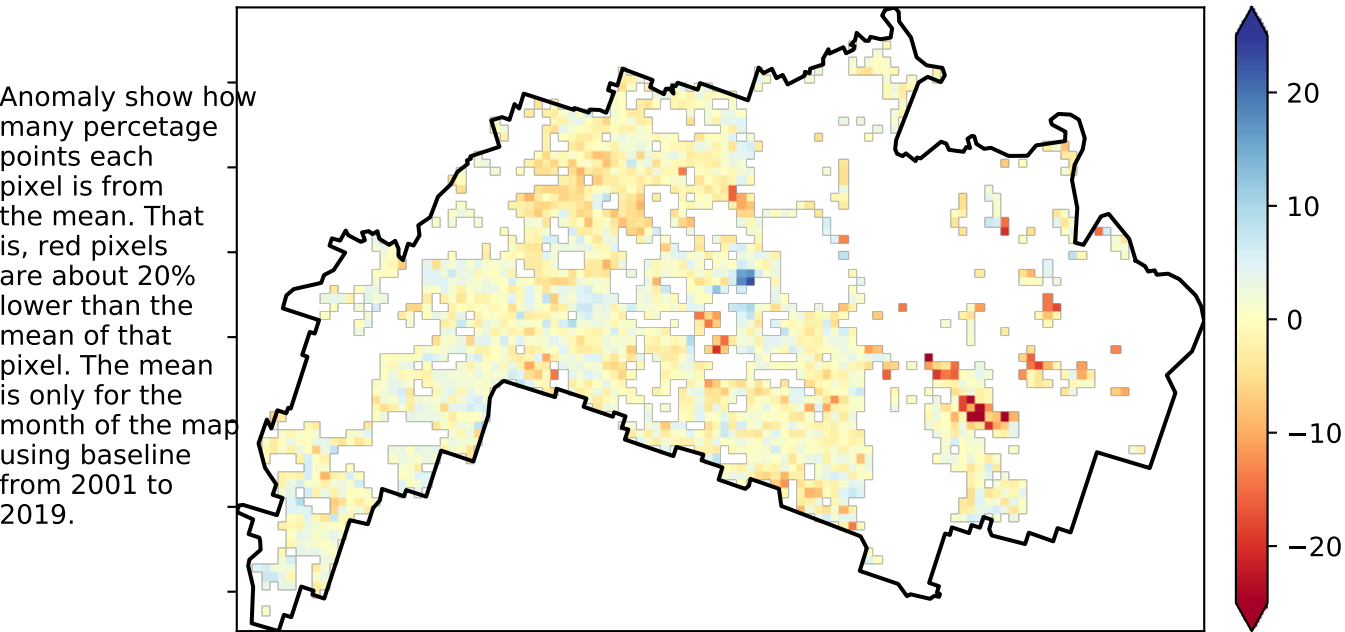 Anomaly show how
many percetage
points each
pixel is from
the mean. That
is, red pixels
are about 20%
lower than the
mean of that
pixel. The mean
is only for the
month of the map
using baseline
from 2001 to
2019.
20
10
0
−10
−20